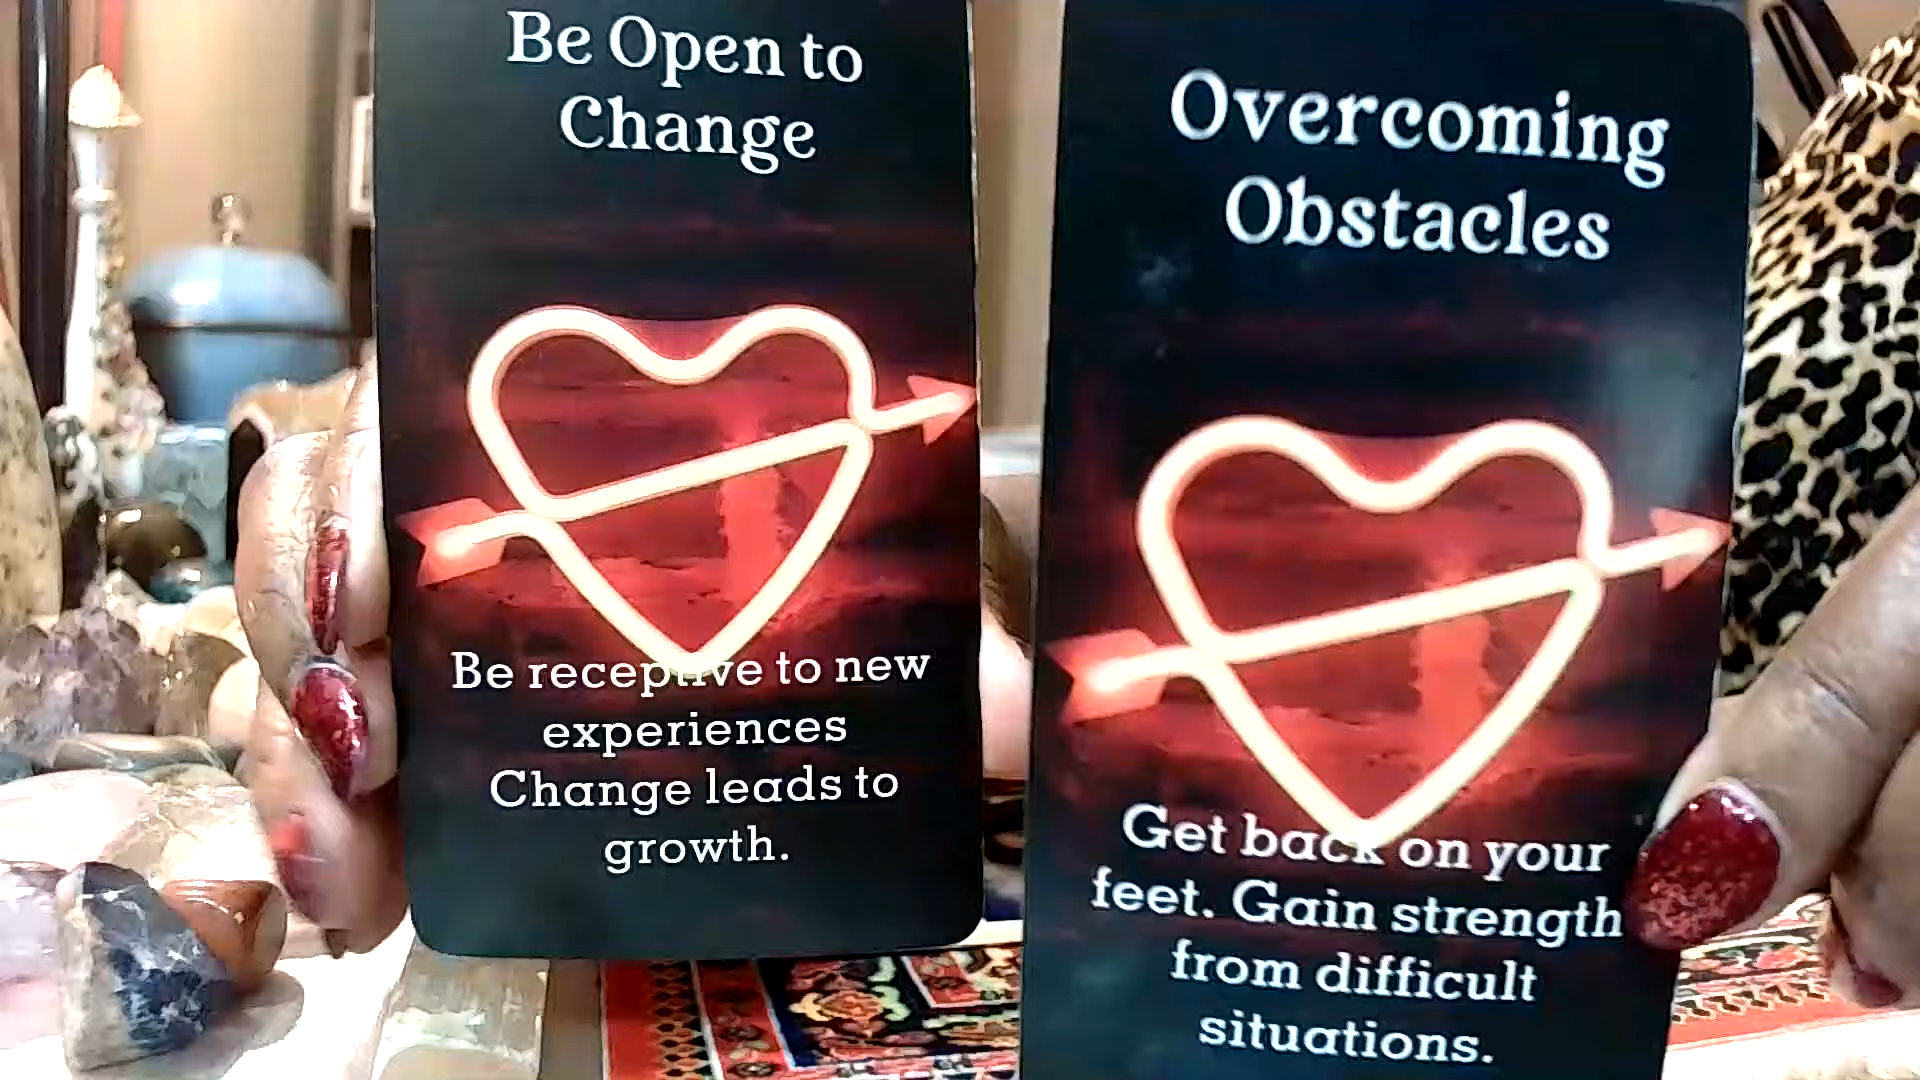 Be Open to
Change
Be receptive to new
experiences
Change leads to
growth.
Overcoming
Obstacles
Get back on your
feet. Gain strength
from difficult
situations.